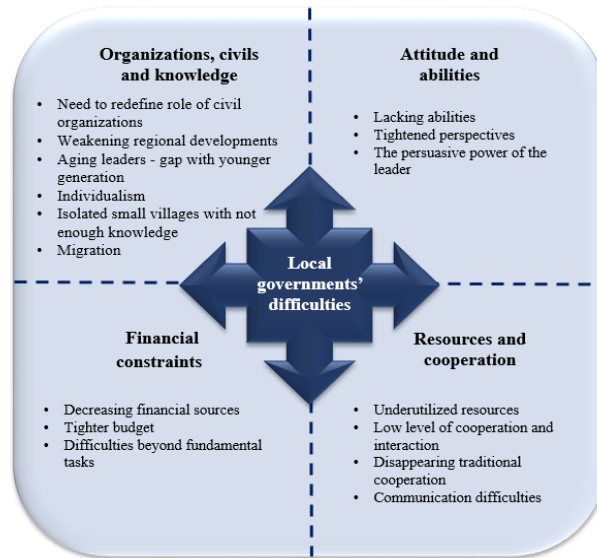 Organizations, civils
and knowledge
• Need to redefine role of civil
organizations
• Weakening regional developments
• Aging leaders - gap with younger
generation
• Individualism
• Isolated small villages with not
enough knowledge
• Migration
Attitude and
abilities
• Lacking abilities
• Tightened perspectives
• The persuasive power of the
leader
Local
governments’
difficulties
Financial
constraints
• Decreasing financial sources
• Tighter budget
• Difficulties beyond fundamental
tasks
Resources and
cooperation
• Underutilized resources
• Low level of cooperation and
interaction
• Disappearing traditional
cooperation
• Communication difficulties